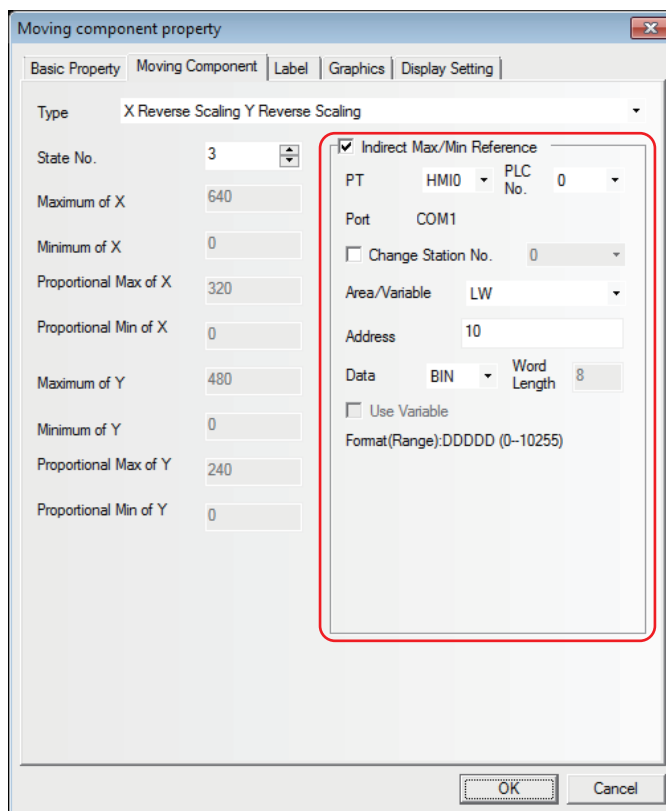 Moving component property
Basic Property Moving Component Label Graphics Display Setting
Type X Reverse Scaling Y Reverse Scaling
State No. 3
Maximum of X 640
Minimum of X 0
Proportional Max of X 320
Proportional Min of X 0
Maximum of Y 480
Minimum of Y 0
Proportional Max of Y 240
Proportional Min of Y 0
Indirect Max/Min Reference
PT HMI0 PLC No. 0
Port COM1
Change Station No. 0
Area/Variable LW
Address 10
Data BIN Word Length 8
Use Variable
Format(Range):DDDDD (0--10255)
OK Cancel